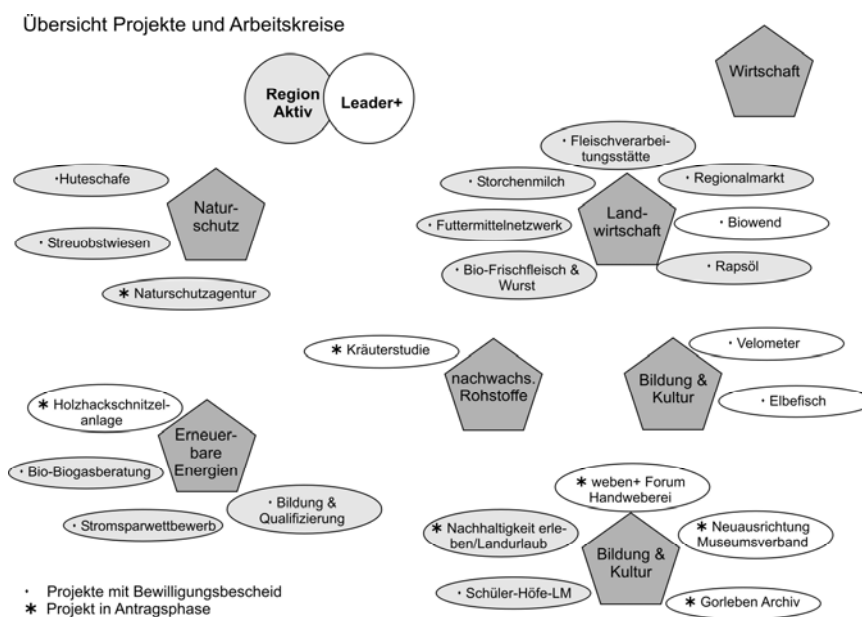 Übersicht Projekte und Arbeitskreise
Region
Aktiv
Leader+
Wirtschaft
· Huteschafe
· Streuobstwiesen
* Naturschutzagentur
Natur-
schutz
· Fleischverarbei-
tungsstätte
· Storchenmilch
· Regionalmarkt
· Futtermittelnetzwerk
Land-
wirtschaft
· Biowend
· Bio-Frischfleisch &
Wurst
· Rapsöl
* Kräuterstudie
nachwachs.
Rohstoffe
Bildung &
Kultur
· Velometer
· Elbefisch
* Holzhackschnitzel-
anlage
Erneuer-
bare
Energien
· Bio-Biogasberatung
· Stromsparwettbewerb
· Bildung &
Qualifizierung
* weben+ Forum
Handweberei
* Nachhaltigkeit erle-
ben/Landurlaub
Bildung &
Kultur
* Neuausrichtung
Museumsverband
· Schüler-Höfe-LM
* Gorleben Archiv
· Projekte mit Bewilligungsbescheid
* Projekt in Antragsphase